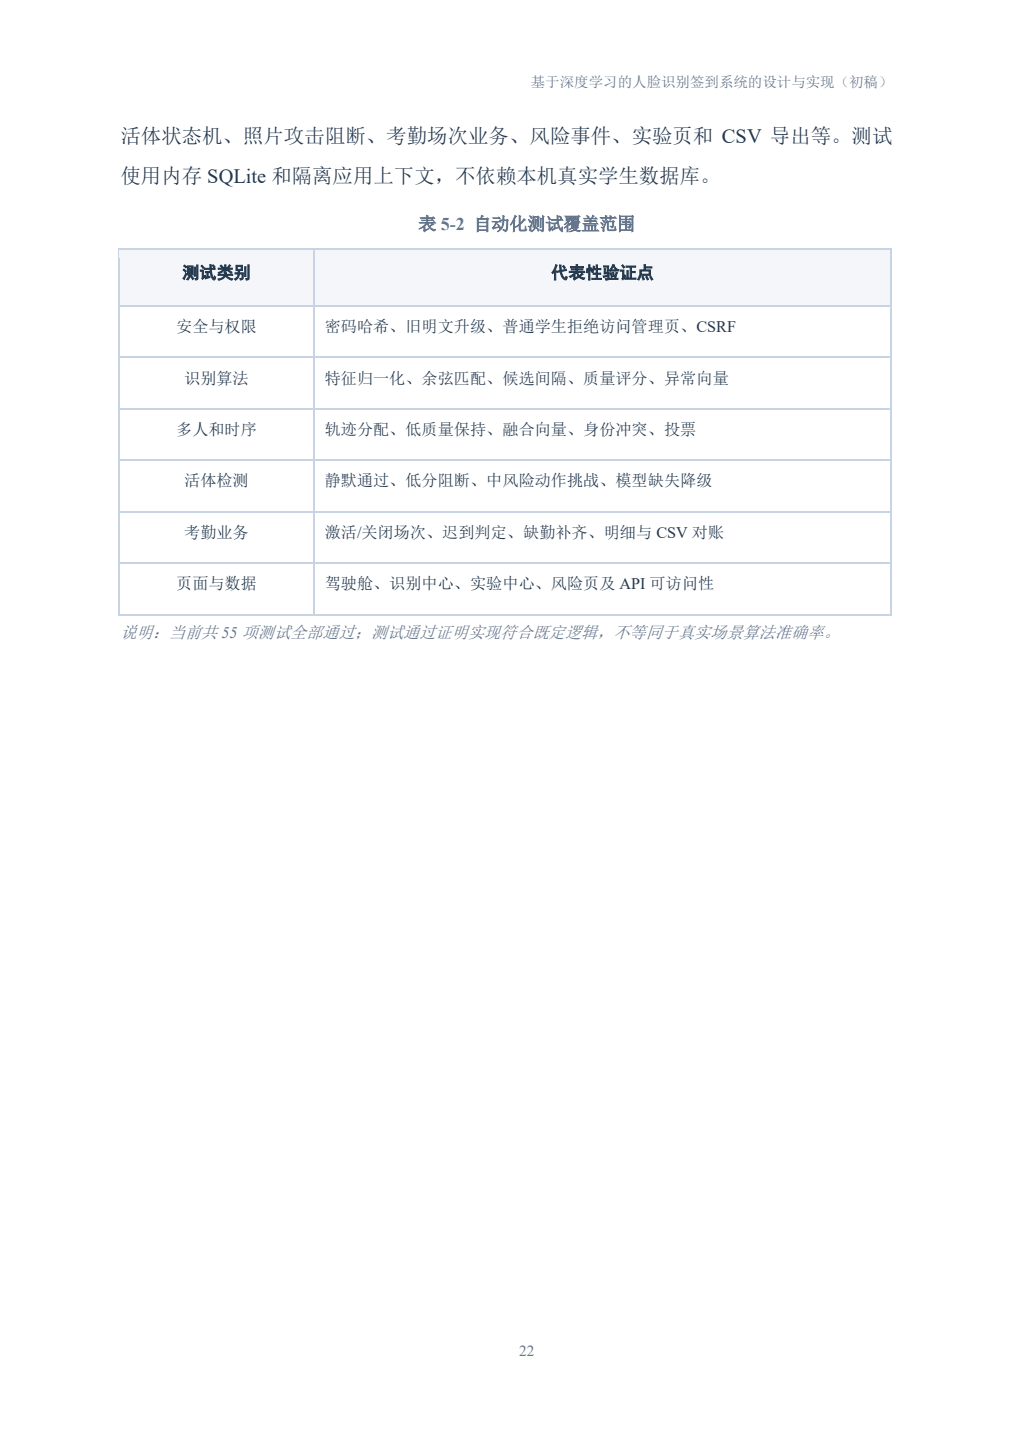 基于深度学习的人脸识别签到系统的设计与实现（初稿）
活体状态机、照片攻击阻断、考勤场次业务、风险事件、实验页和 CSV 导出等。测试
使用内存 SQLite 和隔离应用上下文，不依赖本机真实学生数据库。
表 5-2 自动化测试覆盖范围
测试类别 代表性验证点
安全与权限 密码哈希、旧明文升级、普通学生拒绝访问管理页、CSRF
识别算法 特征归一化、余弦匹配、候选间隔、质量评分、异常向量
多人和时序 轨迹分配、低质量保持、融合向量、身份冲突、投票
活体检测 静默通过、低分阻断、中风险动作挑战、模型缺失降级
考勤业务 激活/关闭场次、迟到判定、缺勤补齐、明细与 CSV 对账
页面与数据 驾驶舱、识别中心、实验中心、风险页及 API 可访问性
说明：当前共 55 项测试全部通过；测试通过证明实现符合既定逻辑，不等同于真实场景算法准确率。
22